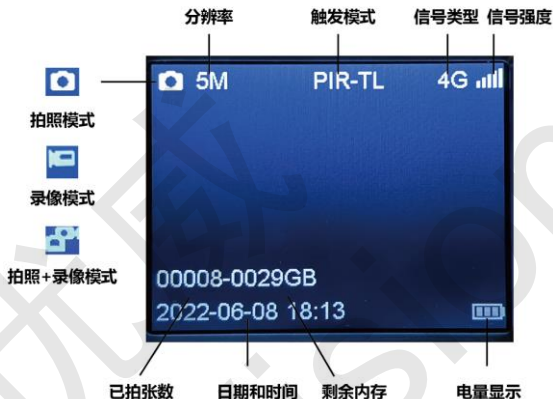 分辨率 触发模式 信号类型 信号强度
5M PIR-TL 4G
拍照模式
录像模式
拍照+录像模式
00008-0029GB
2022-06-08 18:13
已拍张数 日期和时间 剩余内存 电量显示